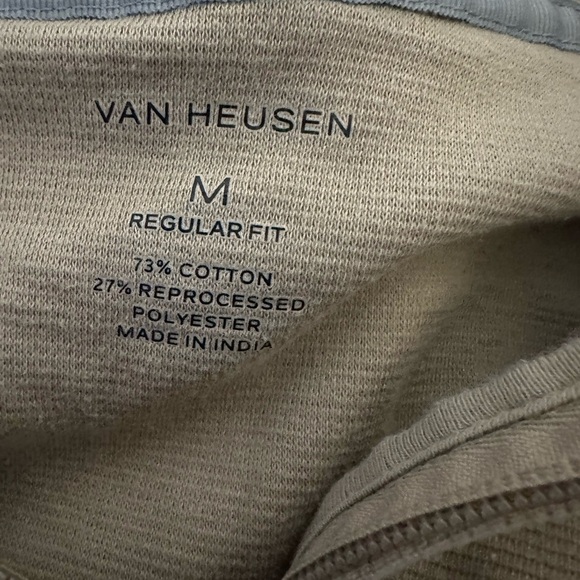 VAN HEUSEN
M
REGULAR FIT
73% COTTON
27% REPROCESSED
POLYESTER
MADE IN INDIA